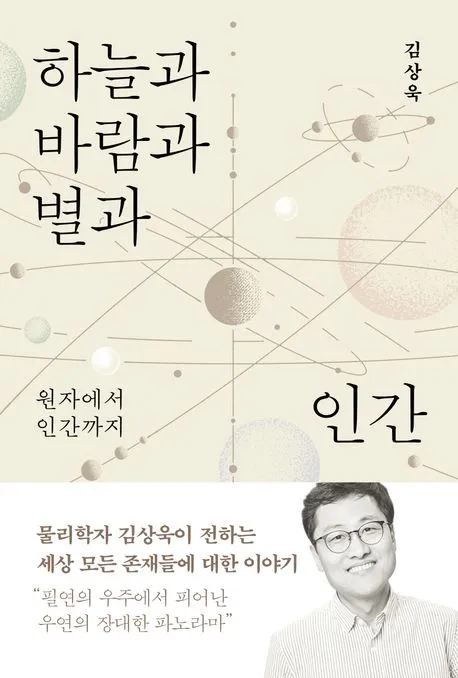 하늘과
바람과
별과
인간
김상욱
원자에서
인간까지
물리학자 김상욱이 전하는
세상 모든 존재들에 대한 이야기
“필연의 우주에서 피어난
우연의 장대한 파노라마”